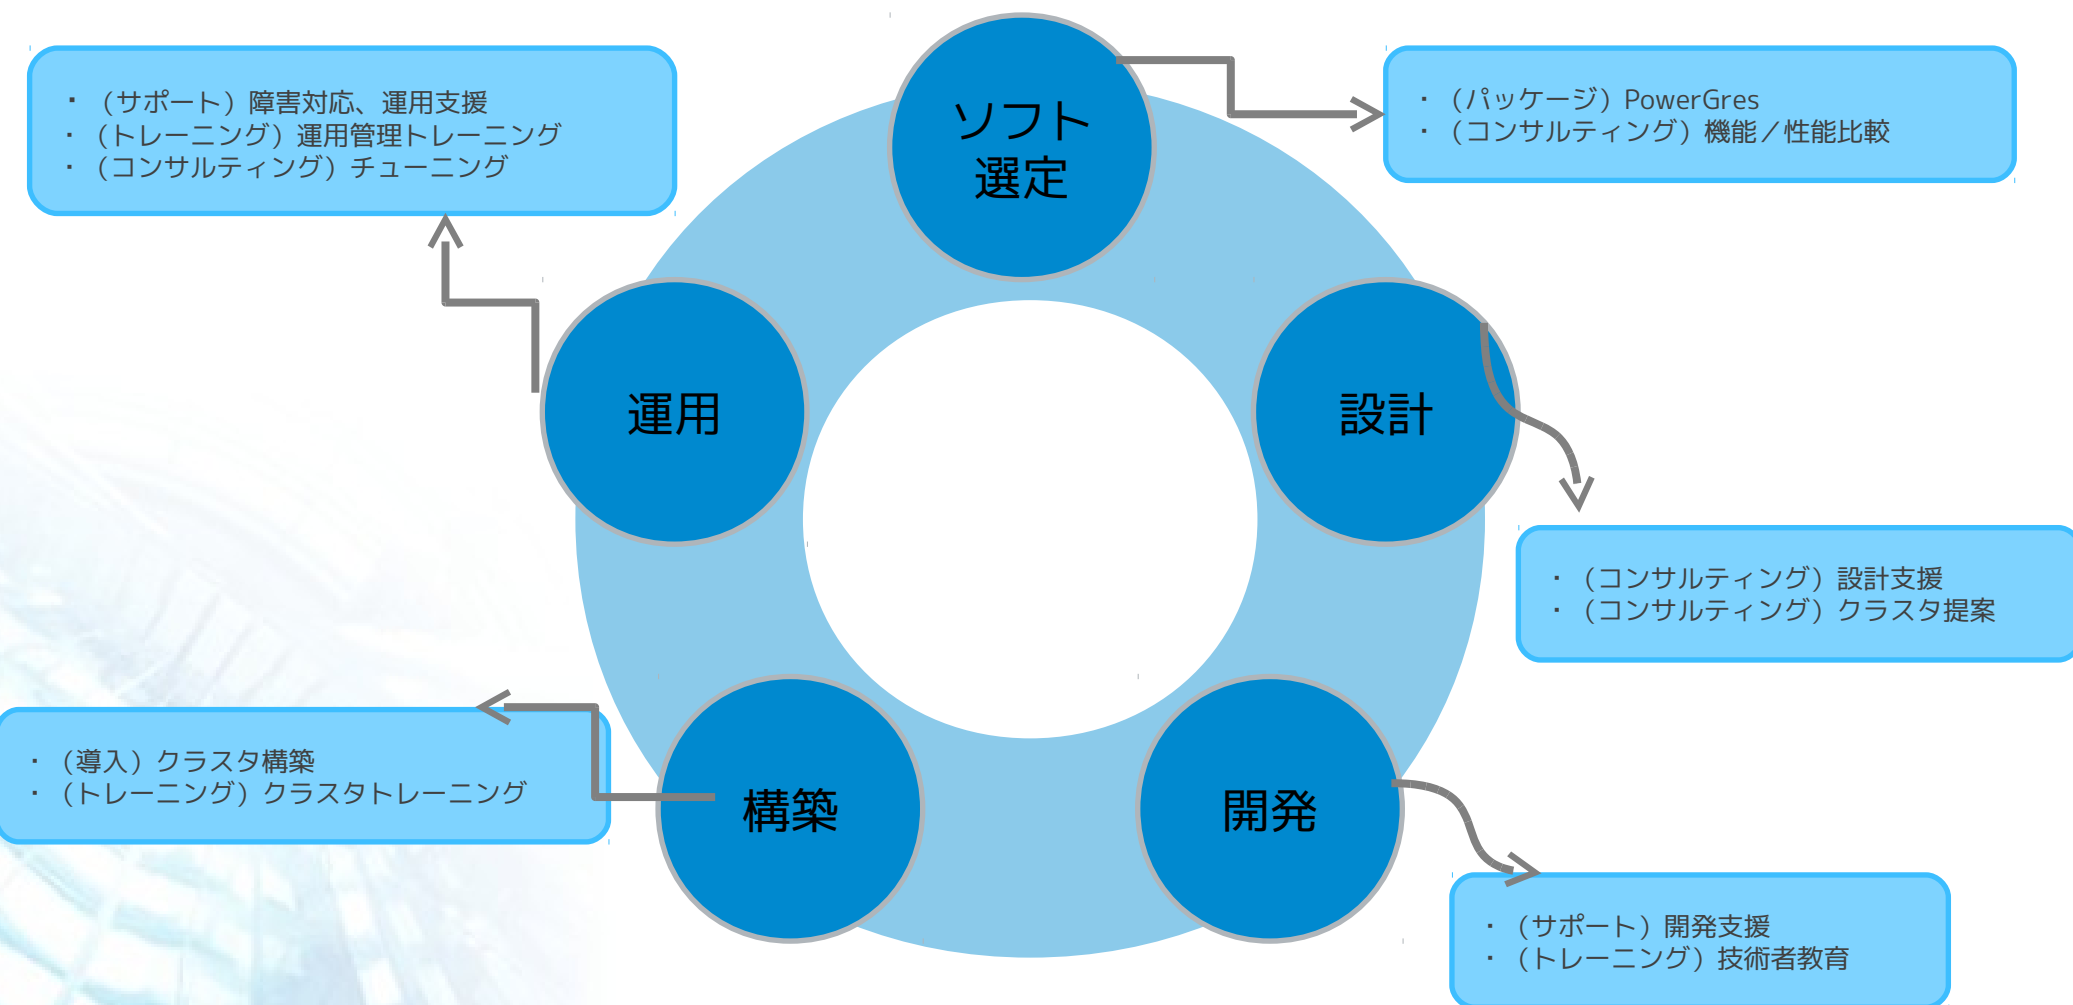 ソフト
選定
・（パッケージ）PowerGres
・（コンサルティング）機能／性能比較
設計
・（コンサルティング）設計支援
・（コンサルティング）クラスタ提案
開発
・（サポート）開発支援
・（トレーニング）技術者教育
構築
・（導入）クラスタ構築
・（トレーニング）クラスタトレーニング
運用
・（サポート）障害対応、運用支援
・（トレーニング）運用管理トレーニング
・（コンサルティング）チューニング